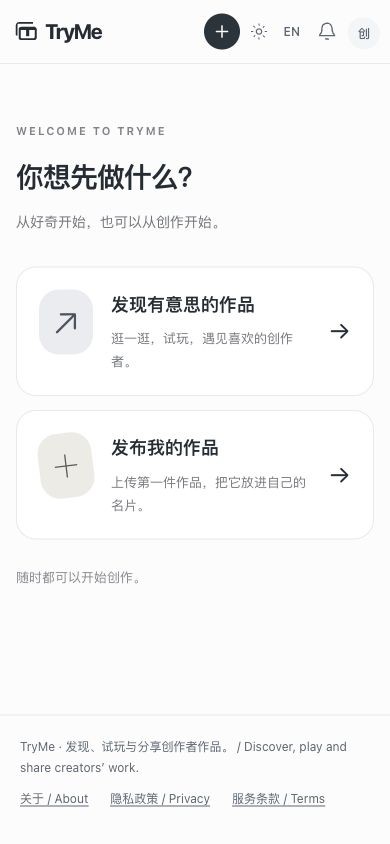 TryMe
EN
创
WELCOME TO TRYME
你想先做什么？
从好奇开始，也可以从创作开始。
发现有意思的作品
逛一逛，试玩，遇见喜欢的创作
者。
发布我的作品
上传第一件作品，把它放进自己的
名片。
随时都可以开始创作。
TryMe · 发现、试玩与分享创作者作品。 / Discover, play and
share creators’ work.
关于 / About 隐私政策 / Privacy 服务条款 / Terms